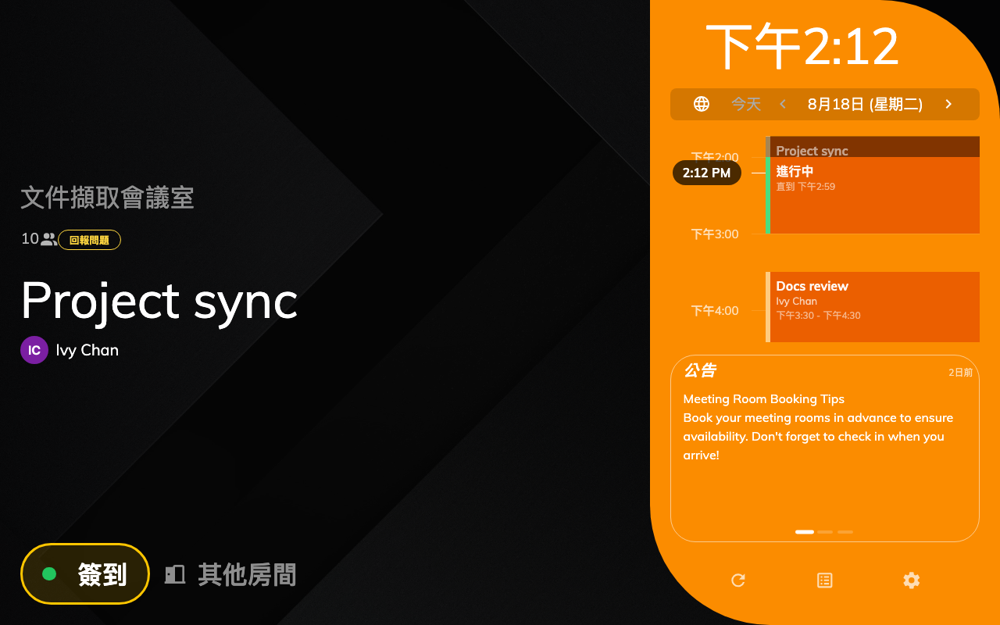 文件擷取會議室
10
回報問題
Project sync
IC
Ivy Chan
簽到
其他房間
下午2:12
今天
8月18日 (星期二)
下午2:00
2:12 PM
下午3:00
下午4:00
Project sync
進行中
直到 下午2:59
Docs review
Ivy Chan
下午3:30 - 下午4:30
公告
2日前
Meeting Room Booking Tips
Book your meeting rooms in advance to ensure
availability. Don't forget to check in when you
arrive!